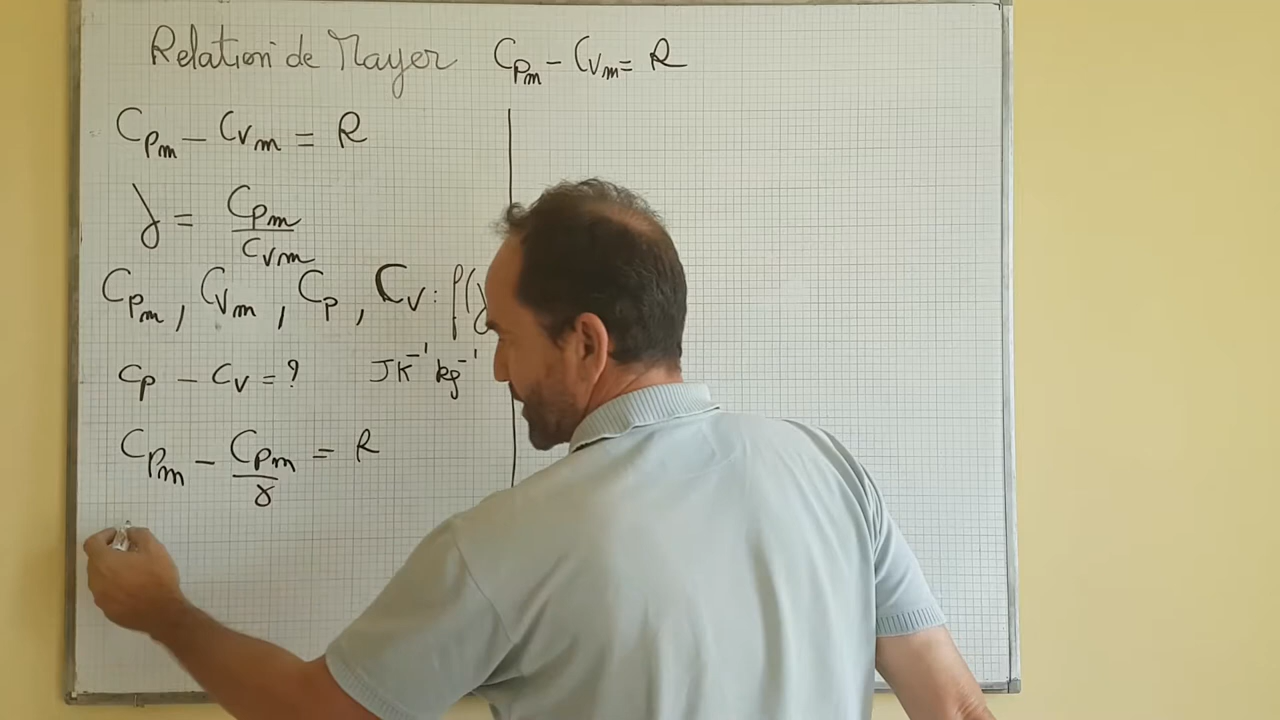 Relation de Mayer Cpm - Cvm = R
Cpm - Cvm = R
γ = Cpm / Cvm
Cpm , Cvm , Cp , Cv : f(γ
Cp - Cv = ? JK⁻¹ kg⁻¹
Cpm - Cpm / γ = R